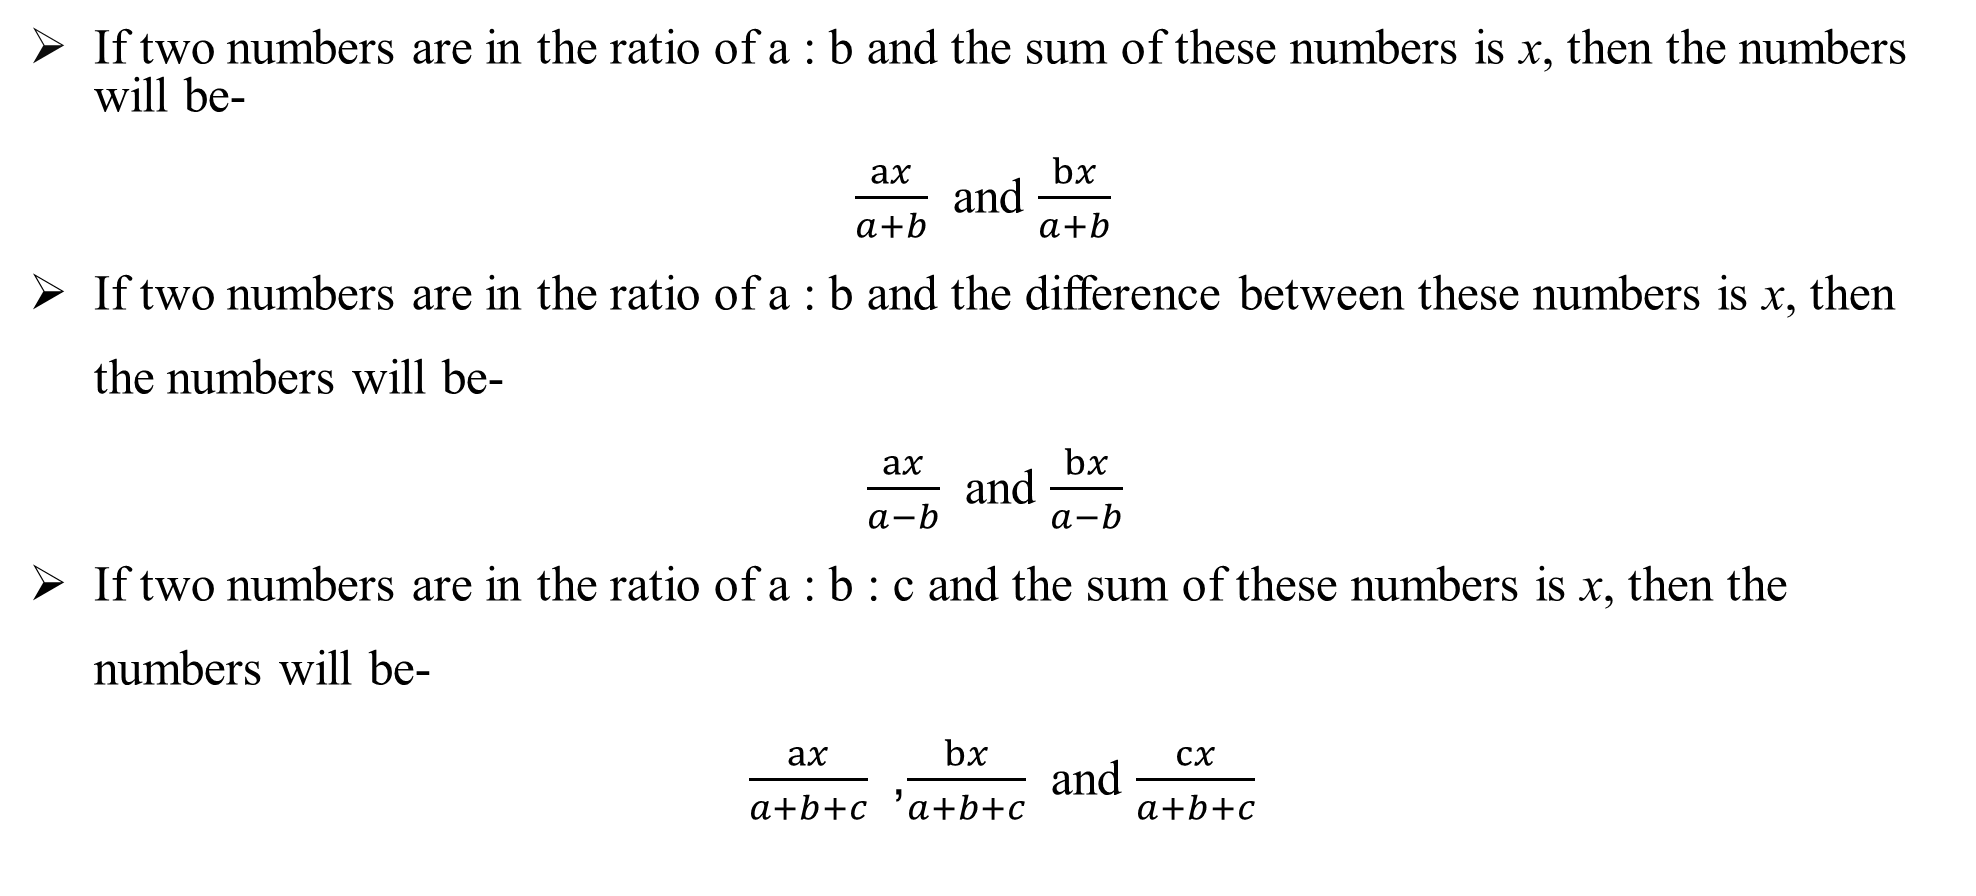 ➢ If two numbers are in the ratio of a : b and the sum of these numbers is x, then the numbers
will be-
ax/a+b and bx/a+b
➢ If two numbers are in the ratio of a : b and the difference between these numbers is x, then
the numbers will be-
ax/a−b and bx/a−b
➢ If two numbers are in the ratio of a : b : c and the sum of these numbers is x, then the
numbers will be-
ax/a+b+c , bx/a+b+c and cx/a+b+c